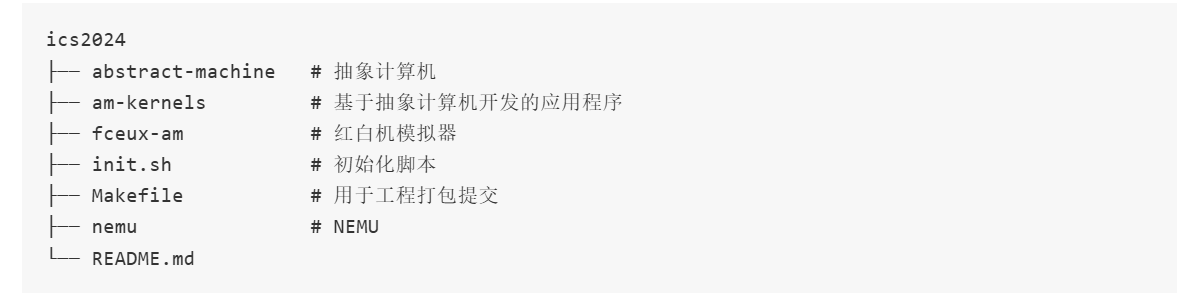 ics2024
├── abstract-machine   # 抽象计算机
├── am-kernels         # 基于抽象计算机开发的应用程序
├── fceux-am           # 红白机模拟器
├── init.sh            # 初始化脚本
├── Makefile           # 用于工程打包提交
├── nemu               # NEMU
└── README.md